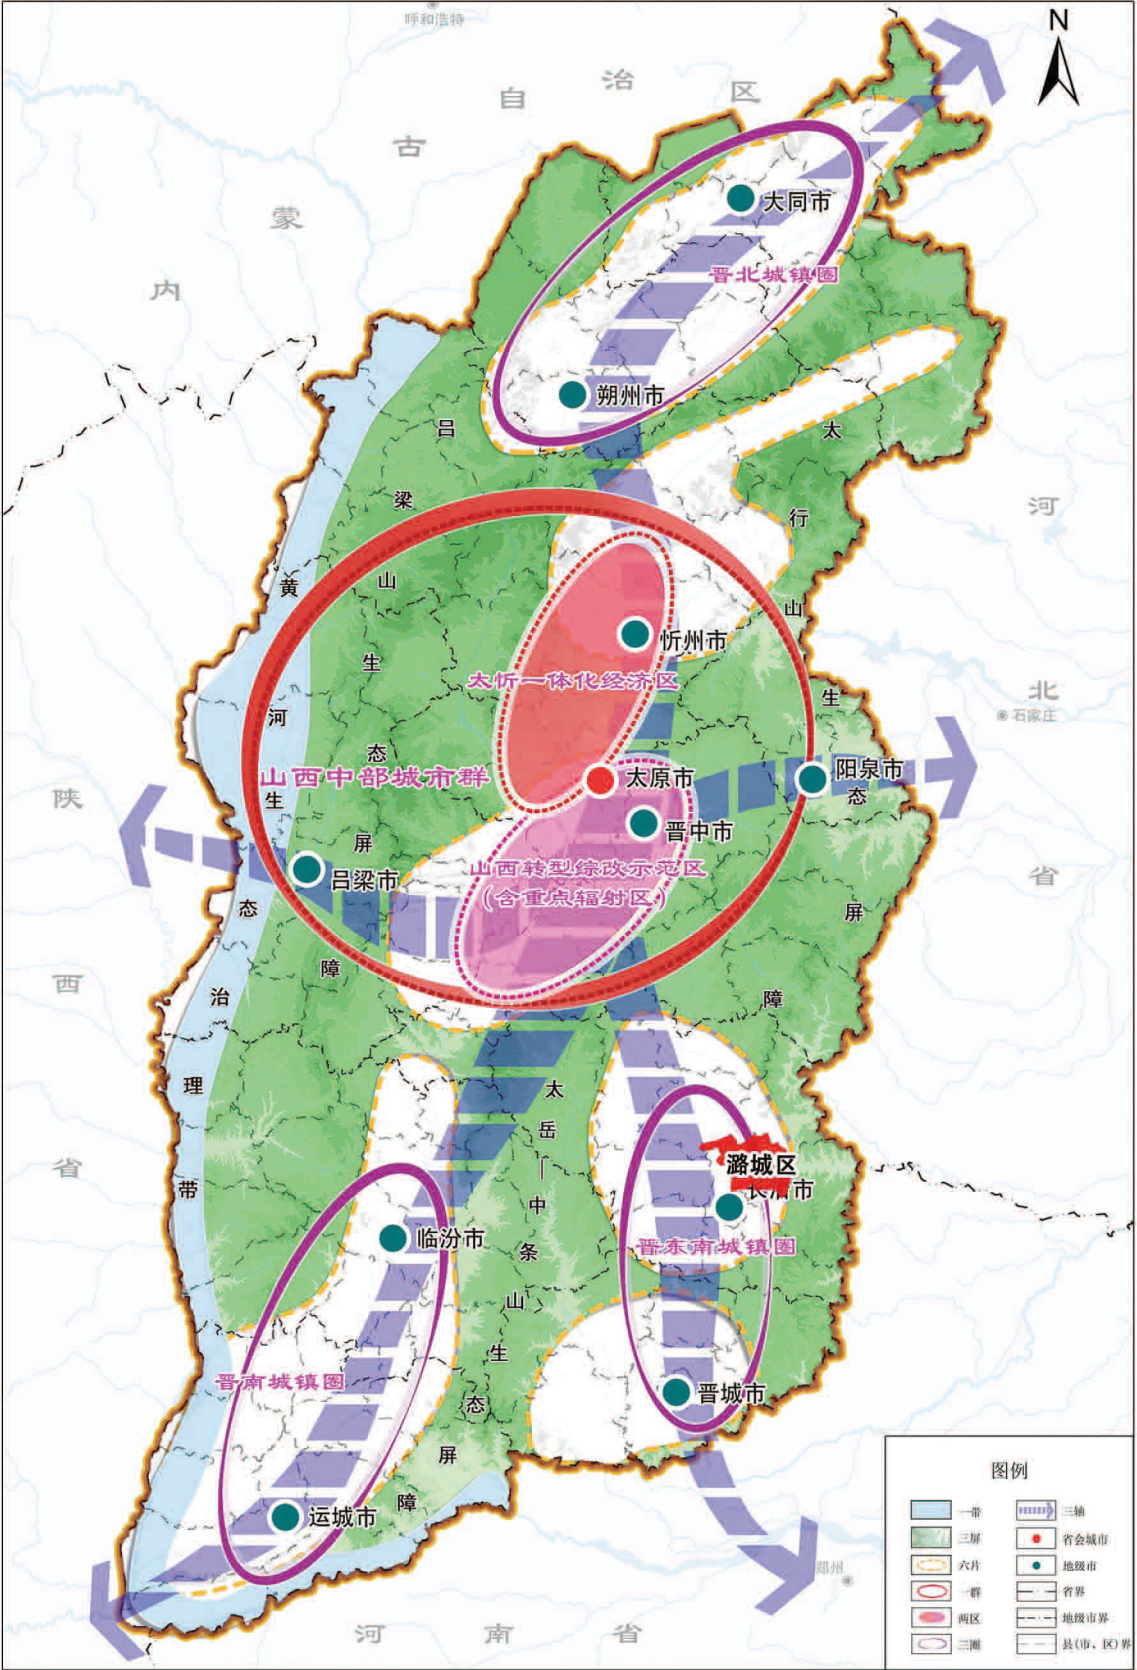 呼和浩特
N
内蒙古自治区
大同市
晋北城镇圈
朔州市
吕梁山生态屏障
太行山生态屏障
黄河生态治理带
忻州市
太忻一体化经济区
山西中部城市群
太原市
阳泉市
晋中市
山西转型综改示范区
(含重点辐射区)
吕梁市
河北省
石家庄
陕西省
太岳—中条山生态屏障
潞城区
长治市
晋东南城镇圈
临汾市
晋南城镇圈
晋城市
运城市
郑州
河南省
图例
一带
三屏
六片
一群
两区
三圈
三轴
省会城市
地级市
省界
地级市界
县(市、区)界